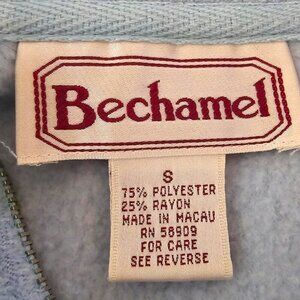 Bechamel
S
75% POLYESTER
25% RAYON
MADE IN MACAU
RN 58909
FOR CARE
SEE REVERSE